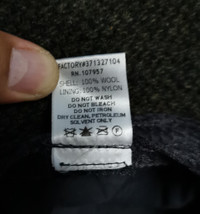 FACTORY#371327104
RN.107957
SHELL: 100% WOOL
LINING: 100% NYLON
DO NOT WASH
DO NOT BLEACH
DO NOT IRON
DRY CLEAN, PETROLEUM
SOLVENT ONLY